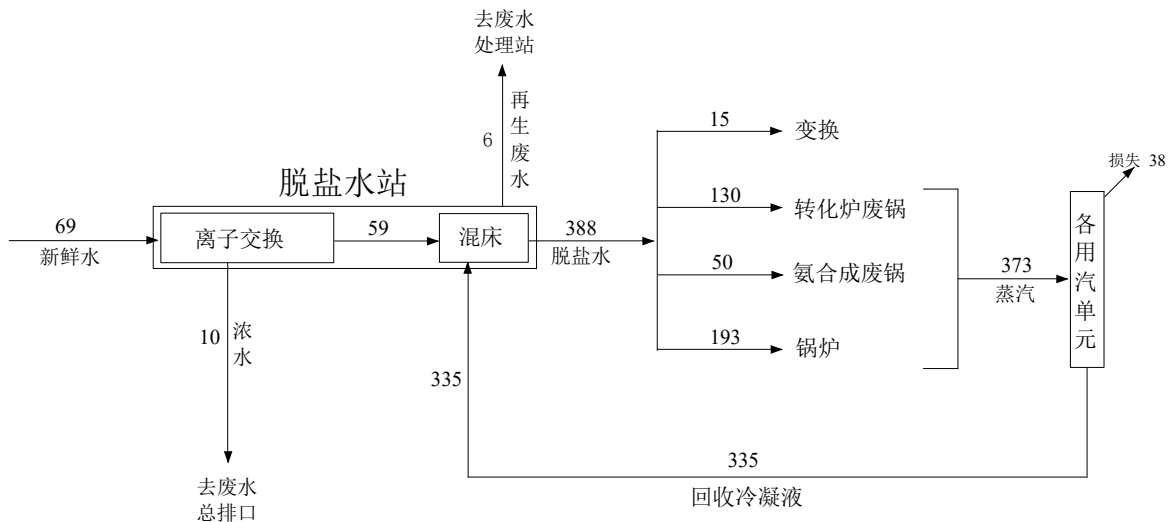 去废水
处理站
6
再生废水
15
变换
损失 38
脱盐水站
130
转化炉废锅
69
新鲜水
离子交换
59
混床
388
脱盐水
各用汽单元
50
氨合成废锅
373
蒸汽
10
浓水
193
锅炉
335
335
回收冷凝液
去废水
总排口